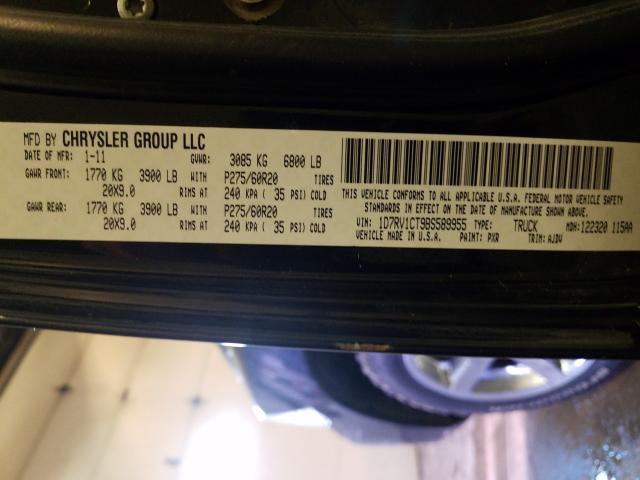 MFD BY CHRYSLER GROUP LLC
DATE OF MFR: 1-11 GVWR: 3085 KG 6800 LB
GAWR FRONT: 1770 KG 3900 LB WITH P275/60R20 TIRES
20X9.0 RIMS AT 240 KPA ( 35 PSI) COLD
GAWR REAR: 1770 KG 3900 LB WITH P275/60R20 TIRES
20X9.0 RIMS AT 240 KPA ( 35 PSI) COLD
THIS VEHICLE CONFORMS TO ALL APPLICABLE U.S.A. FEDERAL MOTOR VEHICLE SAFETY
STANDARDS IN EFFECT ON THE DATE OF MANUFACTURE SHOWN ABOVE.
VIN: 1D7RV1CT9BS589955 TYPE: TRUCK MDH: 122320 115AA
VEHICLE MADE IN U.S.A. PAINT: PXR TRIM: AJDV